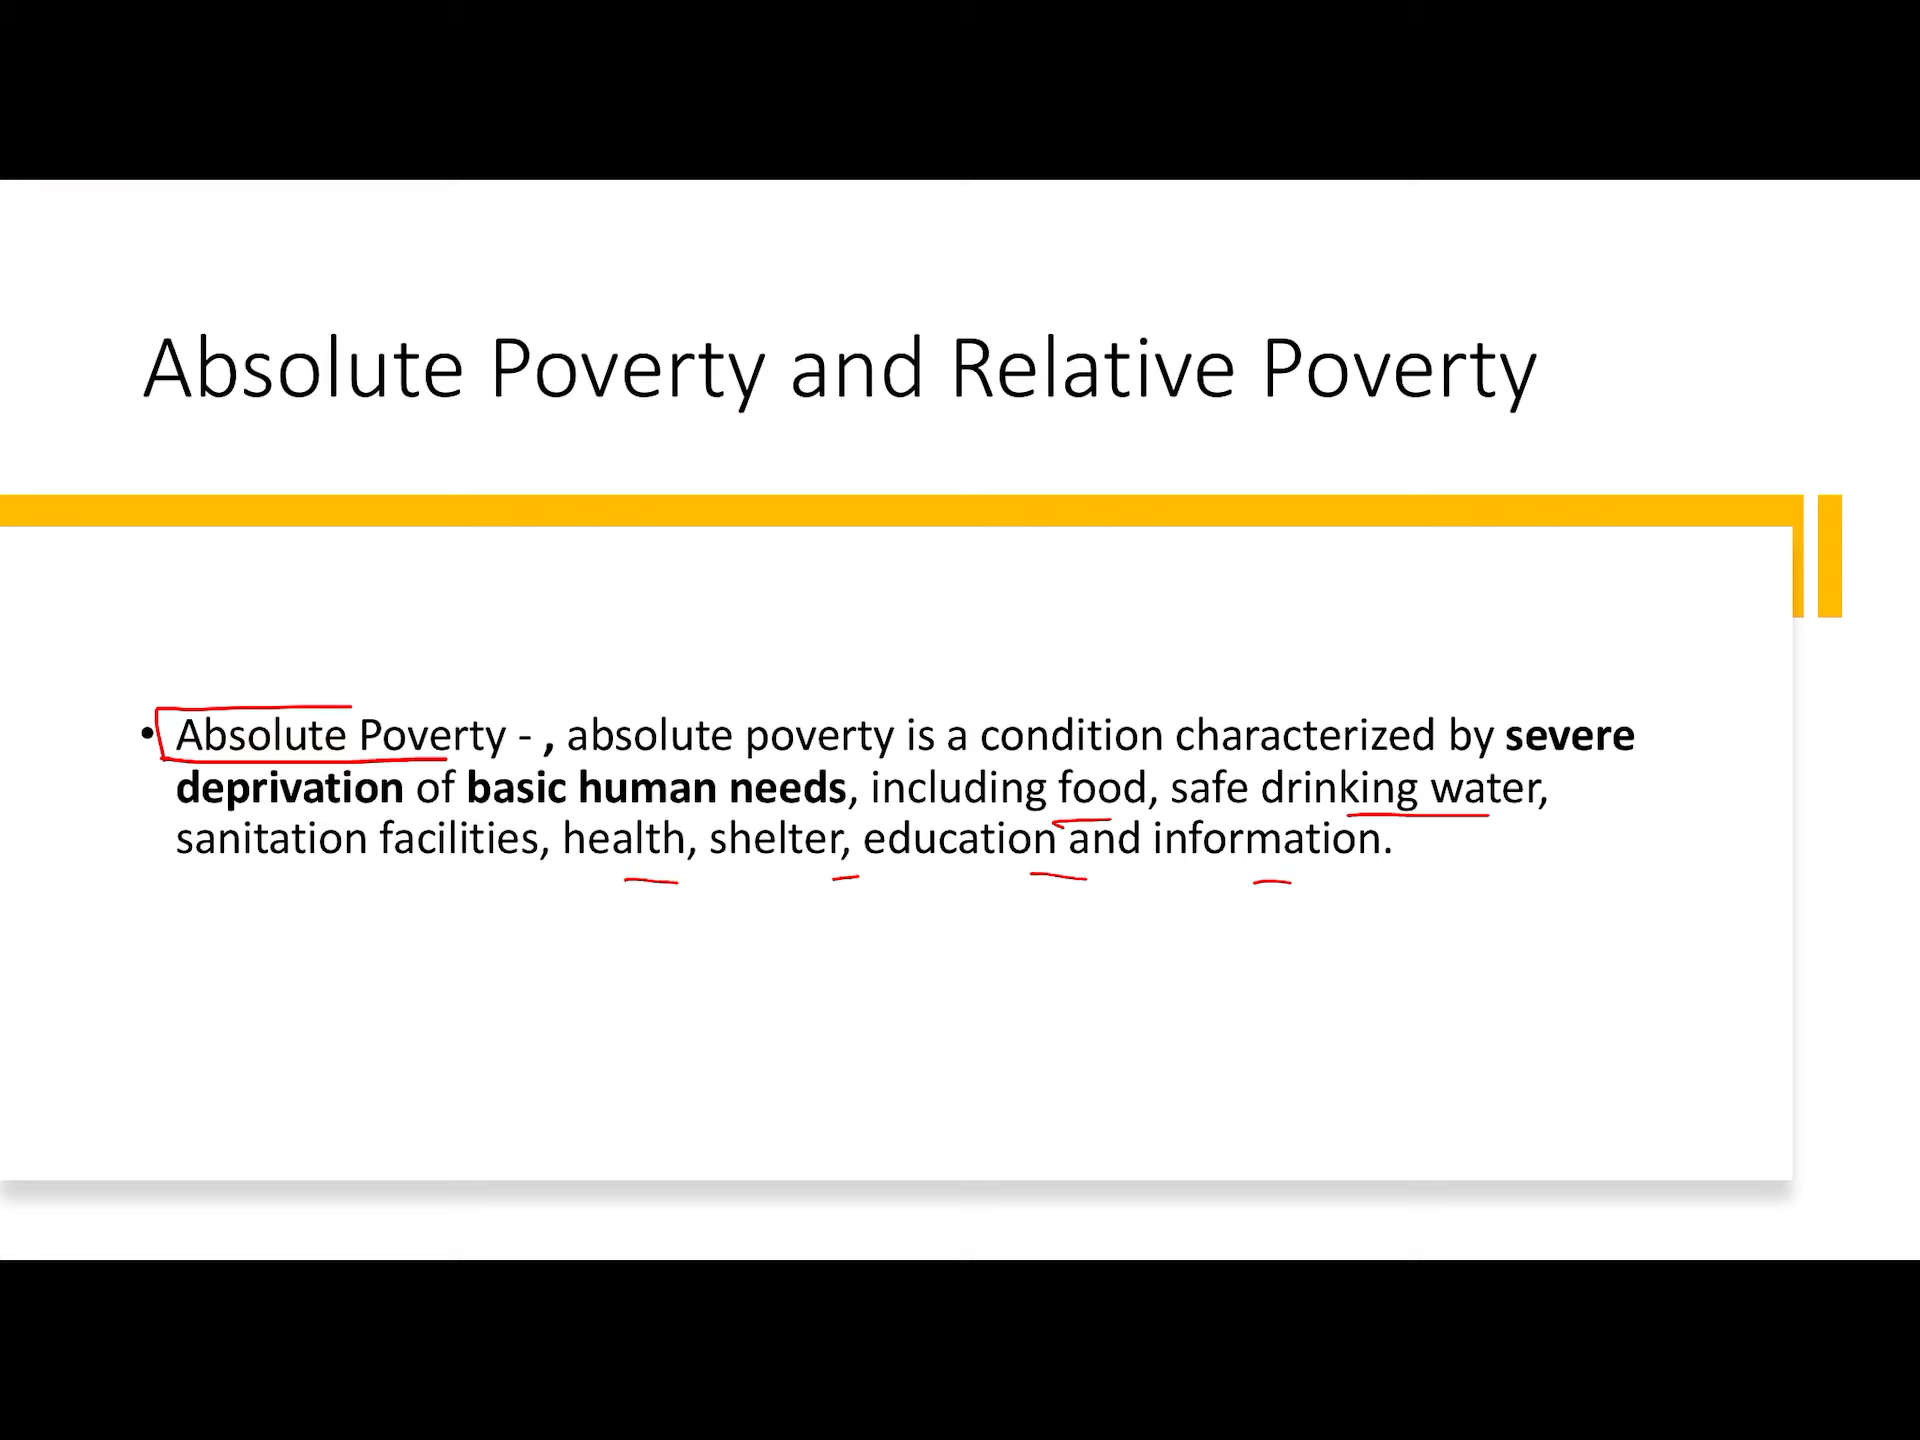 Absolute Poverty and Relative Poverty
• Absolute Poverty - , absolute poverty is a condition characterized by severe
deprivation of basic human needs, including food, safe drinking water,
sanitation facilities, health, shelter, education and information.